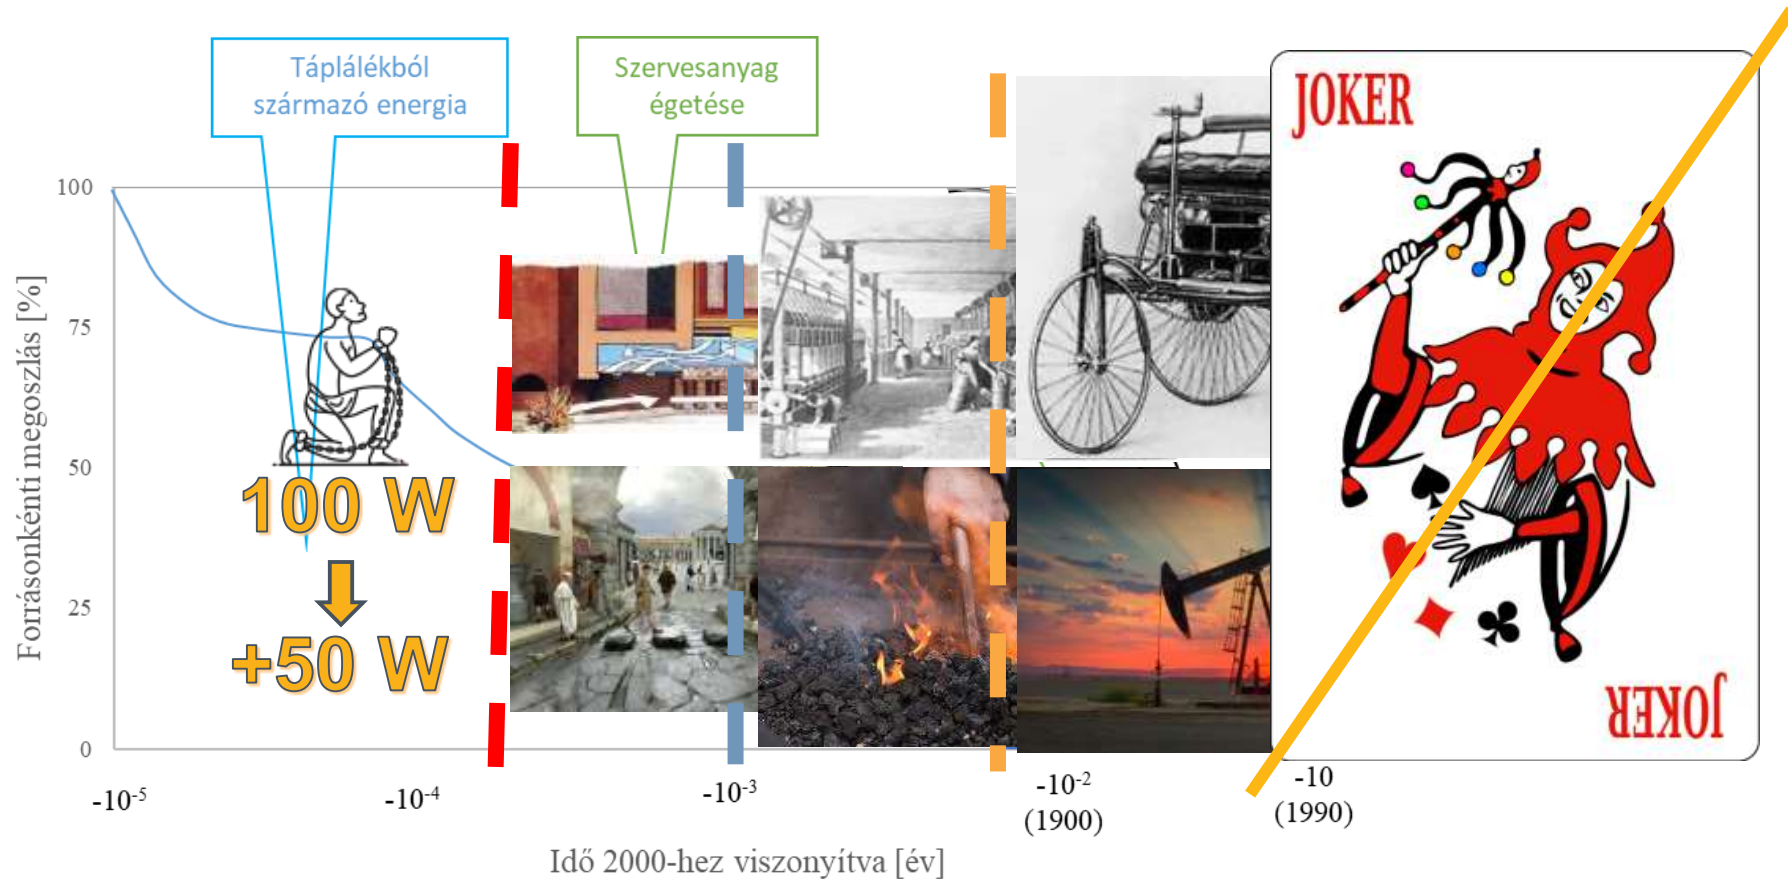 Táplálékból
származó energia
Szervesanyag
égetése
JOKER
100
75
50
25
0
Forrásonkénti megoszlás [%]
100 W
+50 W
JOKER
-10⁻⁵
-10⁻⁴
-10⁻³
-10⁻²
(1900)
-10
(1990)
Idő 2000-hez viszonyítva [év]